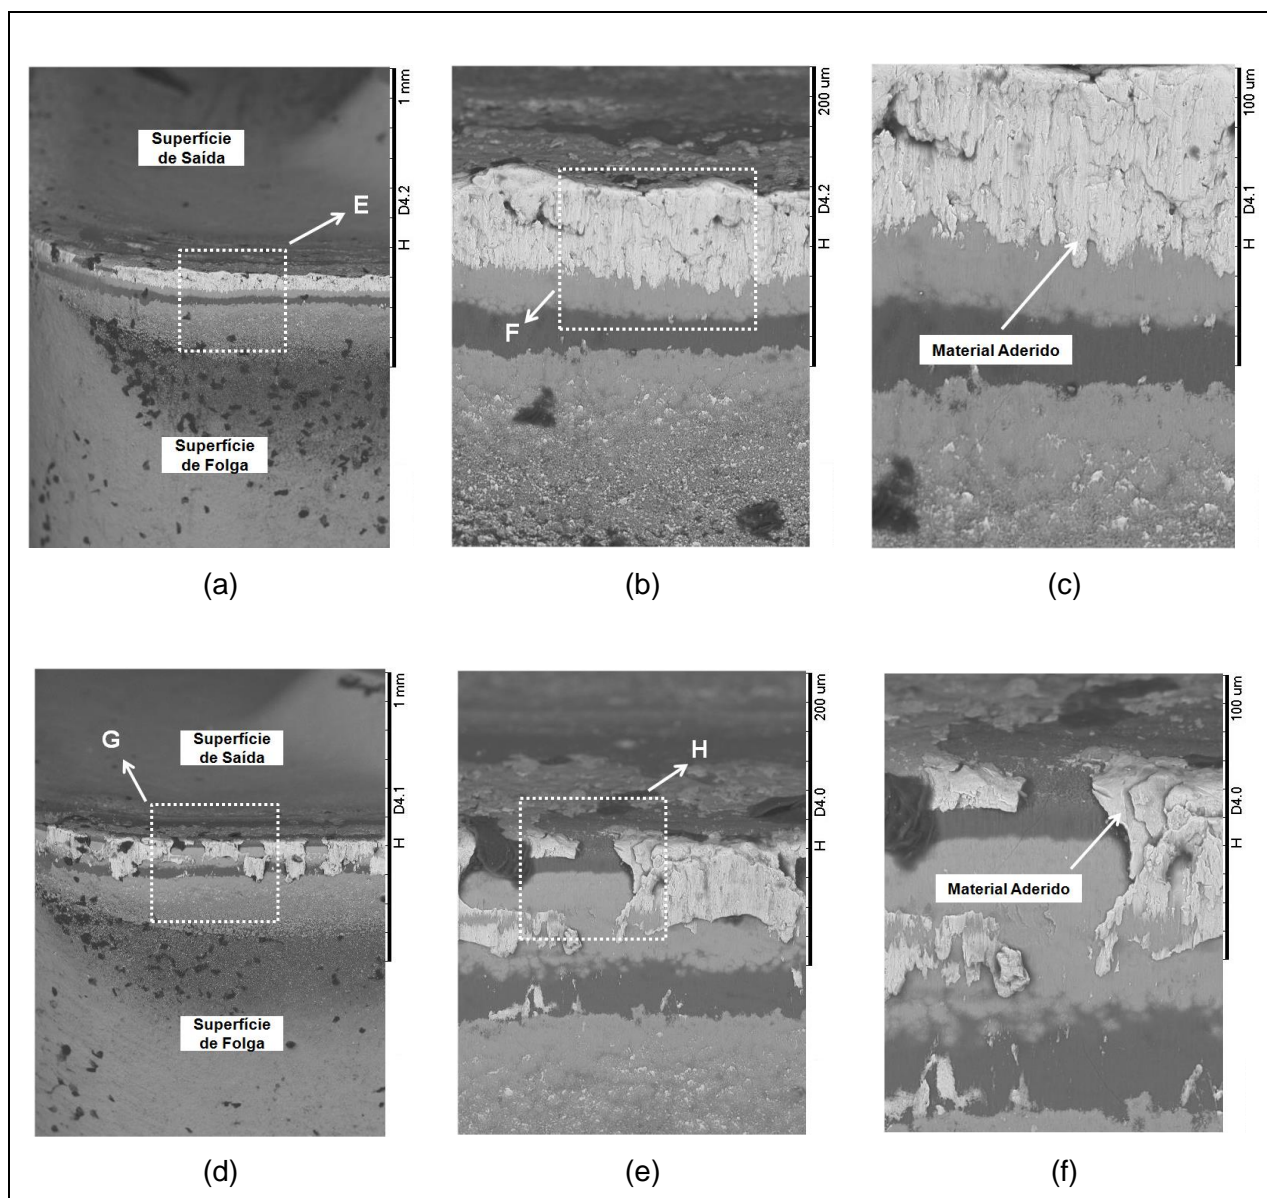 Superfície
de Saída
E
Superfície
de Folga
H D4.2 1 mm
(a)
F
H D4.2 200 um
(b)
Material Aderido
H D4.1 100 um
(c)
G
Superfície
de Saída
Superfície
de Folga
H D4.1 1 mm
(d)
H
H D4.0 200 um
(e)
Material Aderido
H D4.0 100 um
(f)